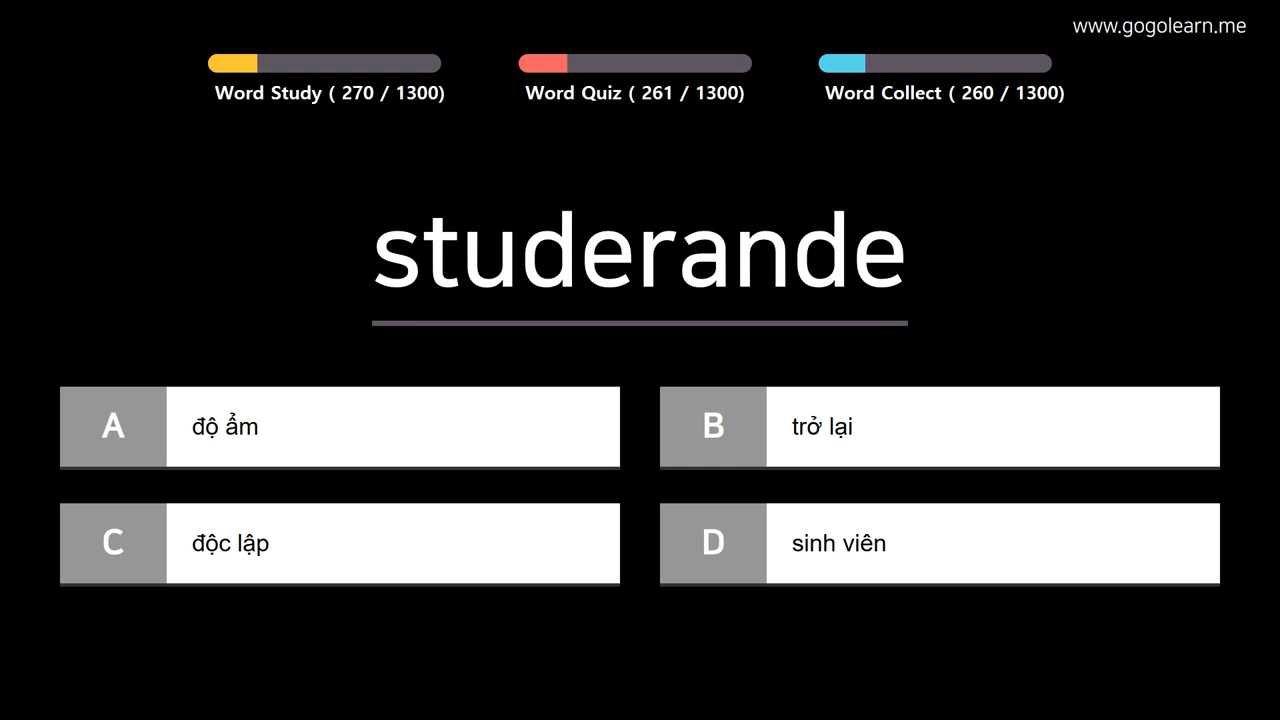 www.gogolearn.me
Word Study ( 270 / 1300)
Word Quiz ( 261 / 1300)
Word Collect ( 260 / 1300)
studerande
A độ ẩm
B trở lại
C độc lập
D sinh viên